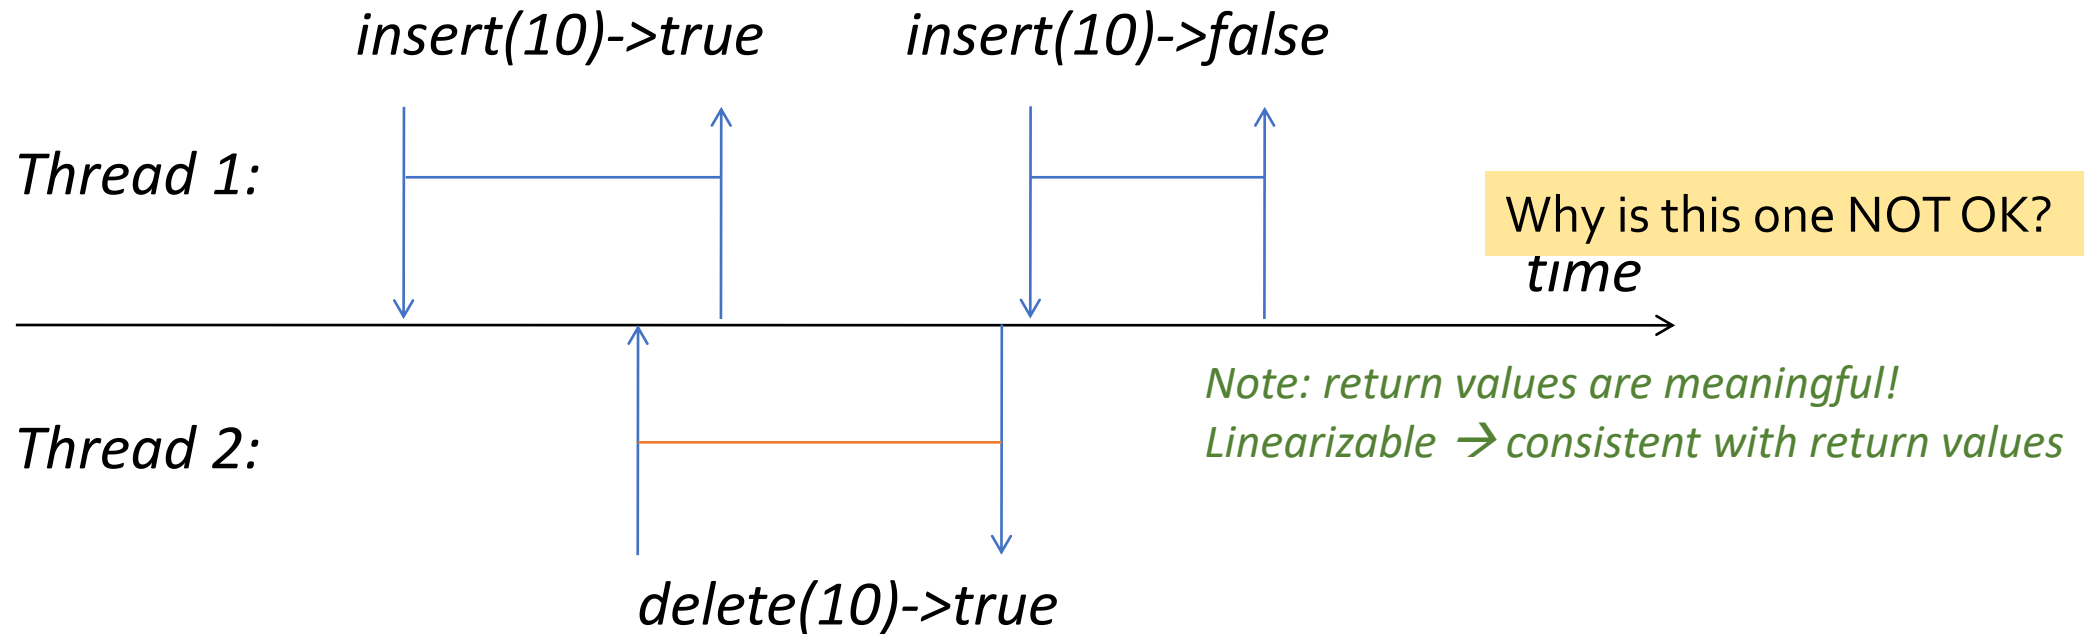 insert(10)->true
insert(10)->false
Thread 1:
Why is this one NOT OK?
time
Note: return values are meaningful!
Linearizable → consistent with return values
Thread 2:
delete(10)->true